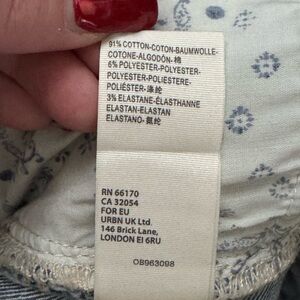 91% COTTON-COTON-BAUMWOLLE-
COTONE-ALGODÓN-棉
6% POLYESTER-POLYESTER-
POLYESTER-POLIESTERE-
POLIÉSTER-涤纶
3% ELASTANE-ÉLASTHANNE
ELASTAN-ELASTAN
ELASTANO-氨纶
RN 66170
CA 32054
FOR EU
URBN UK Ltd.
146 Brick Lane,
LONDON EI 6RU
OB963098